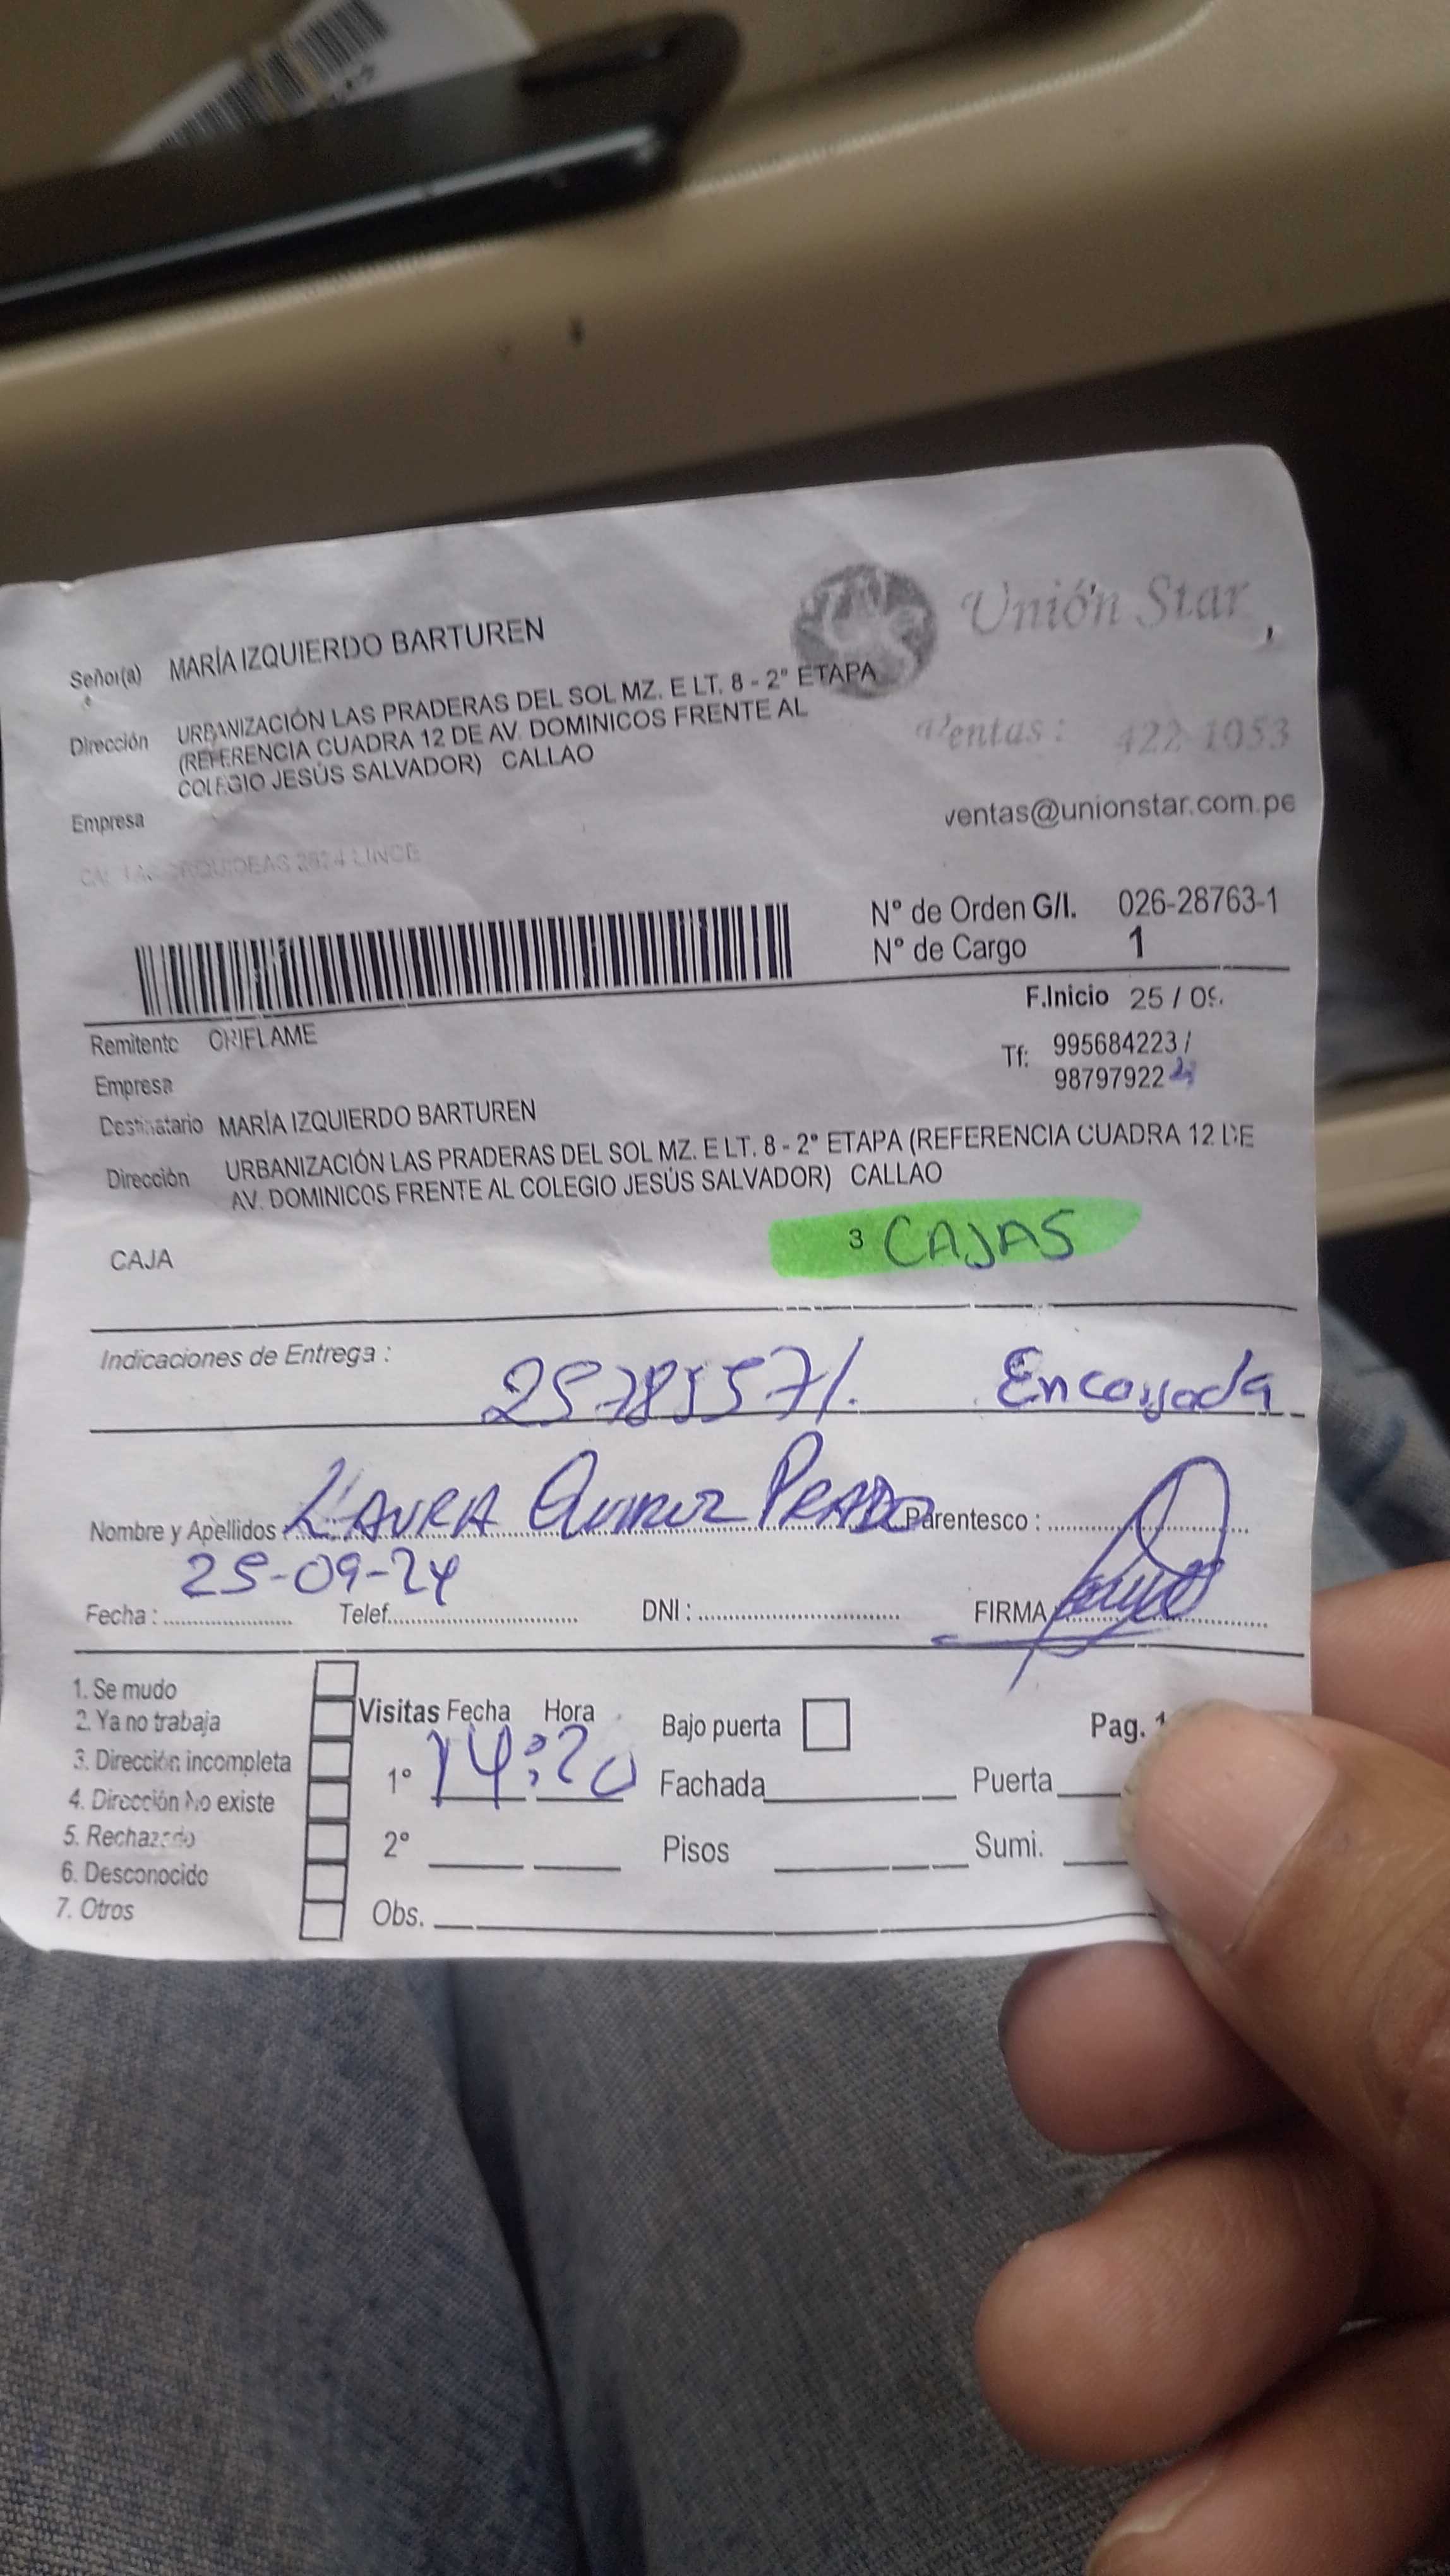 Unión Star
Señor(a) MARÍA IZQUIERDO BARTUREN
Dirección URBANIZACIÓN LAS PRADERAS DEL SOL MZ. E LT. 8 - 2° ETAPA
(REFERENCIA CUADRA 12 DE AV. DOMINICOS FRENTE AL
COLEGIO JESÚS SALVADOR) CALLAO
Ventas: 422-1053
Empresa
ventas@unionstar.com.pe
LINCE
N° de Orden G/I. 026-28763-1
N° de Cargo 1
F.Inicio 25 / 09
Remitente ORIFLAME
Tf: 995684223 /
98797922
Empresa
Destinatario MARÍA IZQUIERDO BARTUREN
Dirección URBANIZACIÓN LAS PRADERAS DEL SOL MZ. E LT. 8 - 2° ETAPA (REFERENCIA CUADRA 12 DE
AV. DOMINICOS FRENTE AL COLEGIO JESÚS SALVADOR) CALLAO
CAJA 3 CAJAS
Indicaciones de Entrega :
25785571. Encargada
Nombre y Apellidos : LAURA PRADO Parentesco :
25-09-24
Fecha : Telef. DNI : FIRMA
1. Se mudo
2. Ya no trabaja
3. Dirección incompleta
4. Dirección No existe
5. Rechazado
6. Desconocido
7. Otros
Visitas Fecha Hora Bajo puerta Pag. 1
1° 14:20 Fachada Puerta
2° Pisos Sumi.
Obs.